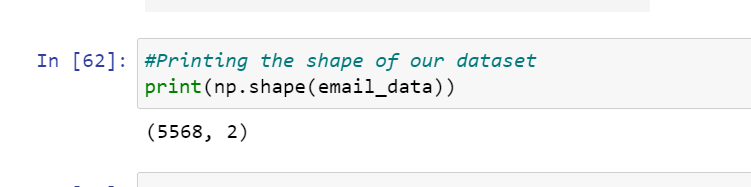 In [62]: #Printing the shape of our dataset
print(np.shape(email_data))
(5568, 2)